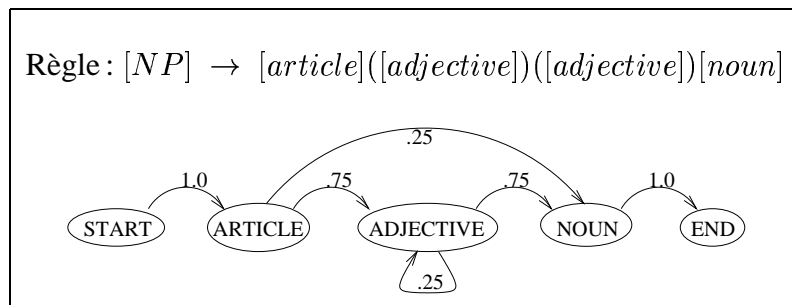 Règle : [NP] → [article]([adjective])([adjective])[noun]
.25
1.0 .75 .75 1.0
START ARTICLE ADJECTIVE NOUN END
.25